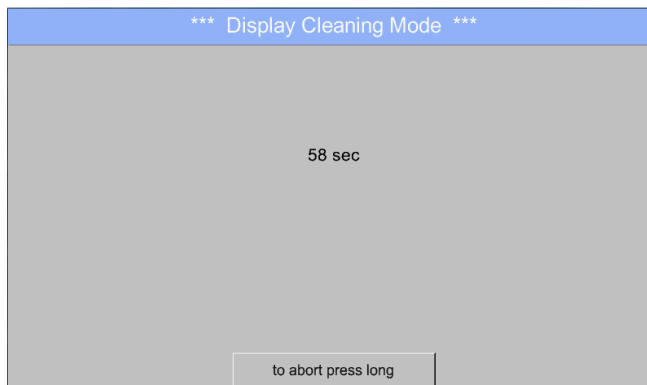 *** Display Cleaning Mode ***
58 sec
to abort press long